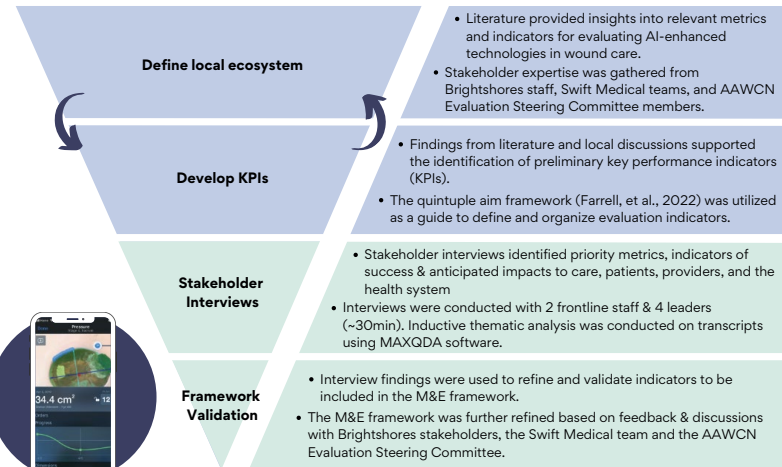 Define local ecosystem
• Literature provided insights into relevant metrics
and indicators for evaluating AI-enhanced
technologies in wound care.
• Stakeholder expertise was gathered from
Brightshores staff, Swift Medical teams, and AAWCN
Evaluation Steering Committee members.
Develop KPIs
• Findings from literature and local discussions supported
the identification of preliminary key performance indicators
(KPIs).
• The quintuple aim framework (Farrell, et al., 2022) was utilized
as a guide to define and organize evaluation indicators.
Stakeholder
Interviews
• Stakeholder interviews identified priority metrics, indicators of
success & anticipated impacts to care, patients, providers, and the
health system
• Interviews were conducted with 2 frontline staff & 4 leaders
(~30min). Inductive thematic analysis was conducted on transcripts
using MAXQDA software.
Framework
Validation
• Interview findings were used to refine and validate indicators to be
included in the M&E framework.
• The M&E framework was further refined based on feedback & discussions
with Brightshores stakeholders, the Swift Medical team and the AAWCN
Evaluation Steering Committee.
Pressure
34.4 cm²
12
Progress